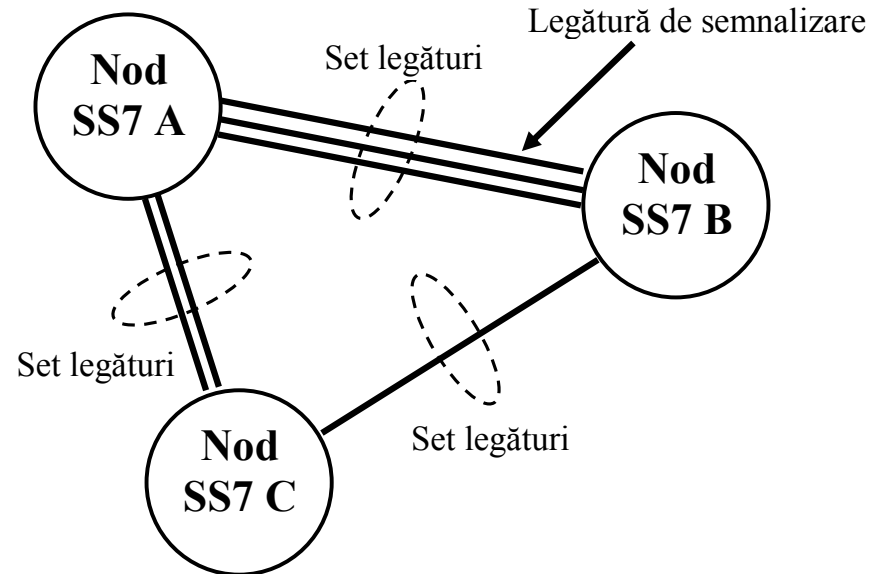 Legătură de semnalizare
Set legături
Nod
SS7 A
Nod
SS7 B
Set legături
Set legături
Nod
SS7 C